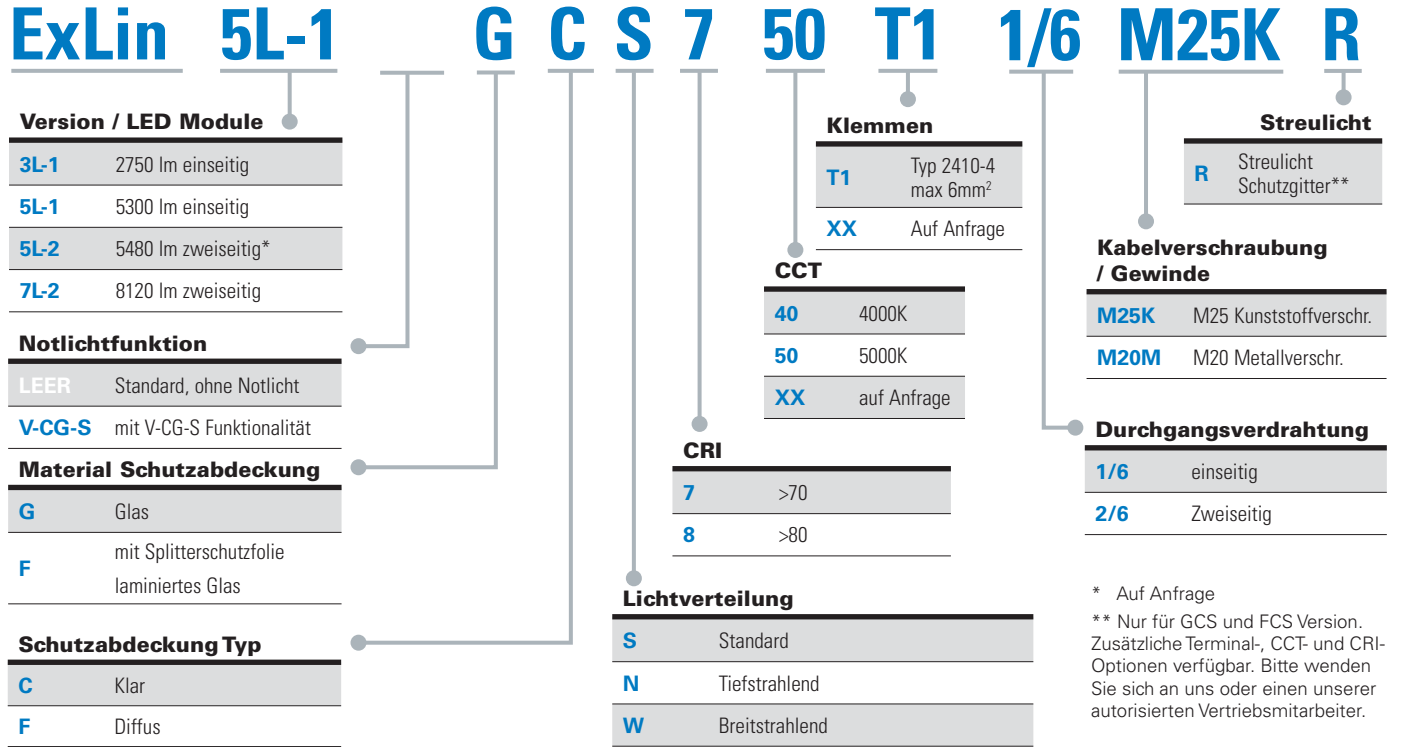 ExLin 5L-1 G C S 7 50 T1 1/6 M25K R
Version / LED Module
3L-1 2750 lm einseitig
5L-1 5300 lm einseitig
5L-2 5480 lm zweiseitig*
7L-2 8120 lm zweiseitig
Notlichtfunktion
LEER Standard, ohne Notlicht
V-CG-S mit V-CG-S Funktionalität
Material Schutzabdeckung
G Glas
F mit Splitterschutzfolie
laminiertes Glas
Schutzabdeckung Typ
C Klar
F Diffus
Lichtverteilung
S Standard
N Tiefstrahlend
W Breitstrahlend
CRI
7 >70
8 >80
CCT
40 4000K
50 5000K
XX auf Anfrage
Klemmen
T1 Typ 2410-4
max 6mm²
XX Auf Anfrage
Durchgangsverdrahtung
1/6 einseitig
2/6 Zweiseitig
Kabelverschraubung
/ Gewinde
M25K M25 Kunststoffverschr.
M20M M20 Metallverschr.
Streulicht
R Streulicht
Schutzgitter**
* Auf Anfrage
** Nur für GCS und FCS Version.
Zusätzliche Terminal-, CCT- und CRI-
Optionen verfügbar. Bitte wenden
Sie sich an uns oder einen unserer
autorisierten Vertriebsmitarbeiter.